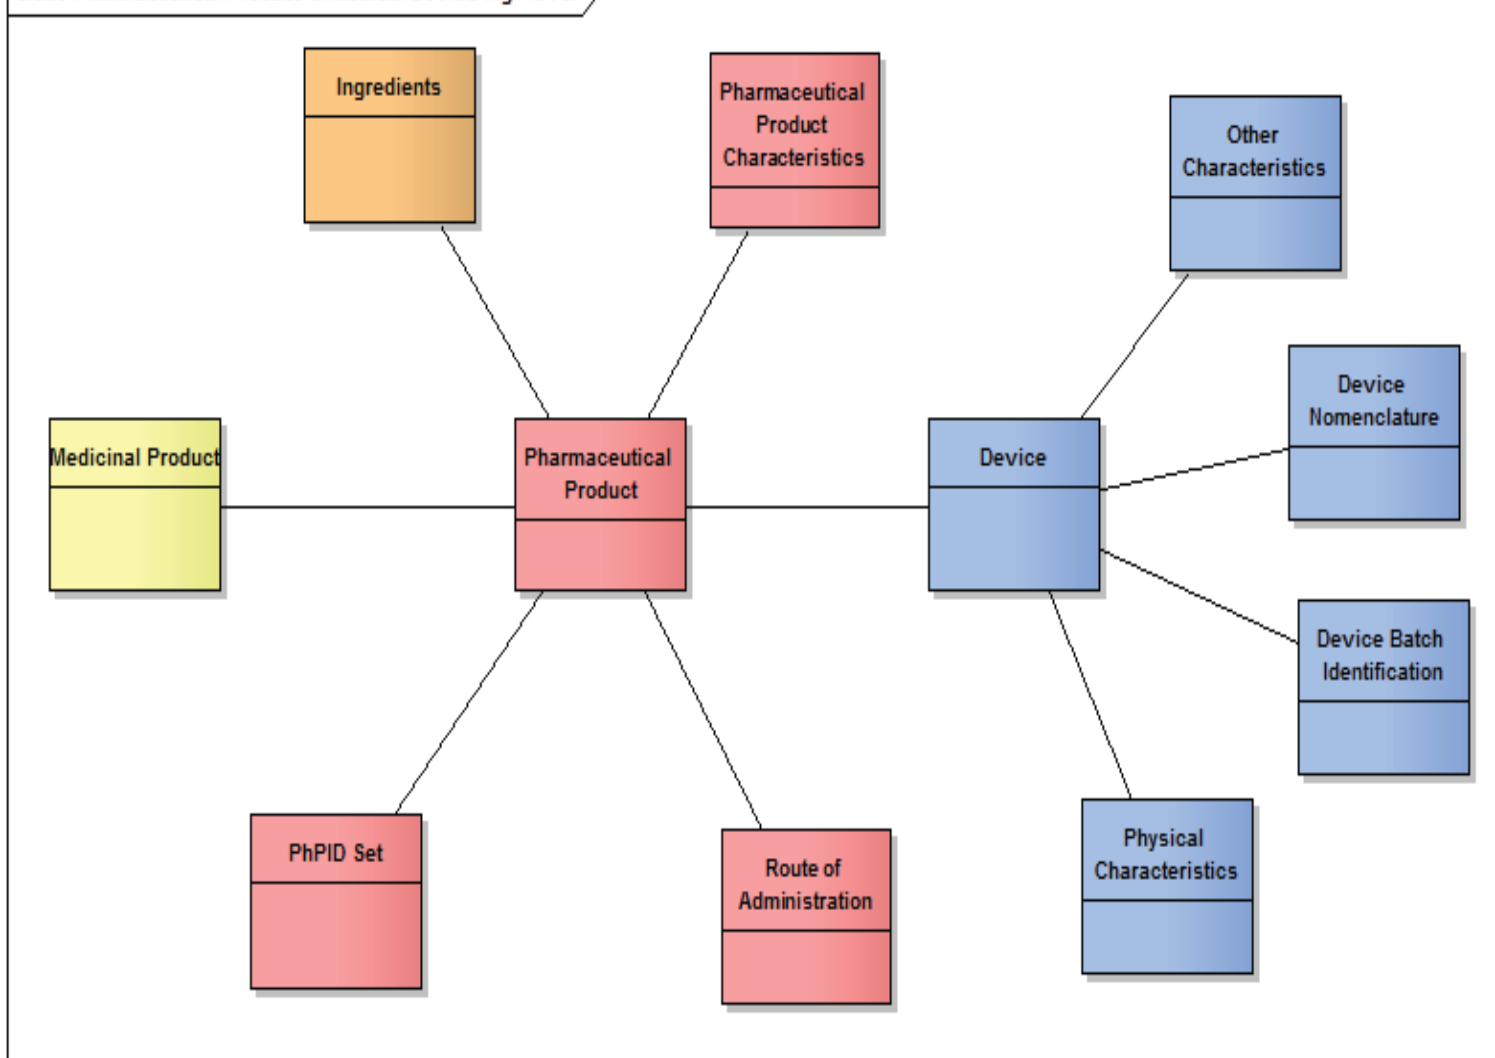 Ingredients
Pharmaceutical
Product
Characteristics
Other
Characteristics
Device
Nomenclature
Medicinal Product
Pharmaceutical
Product
Device
Device Batch
Identification
PhPID Set
Route of
Administration
Physical
Characteristics